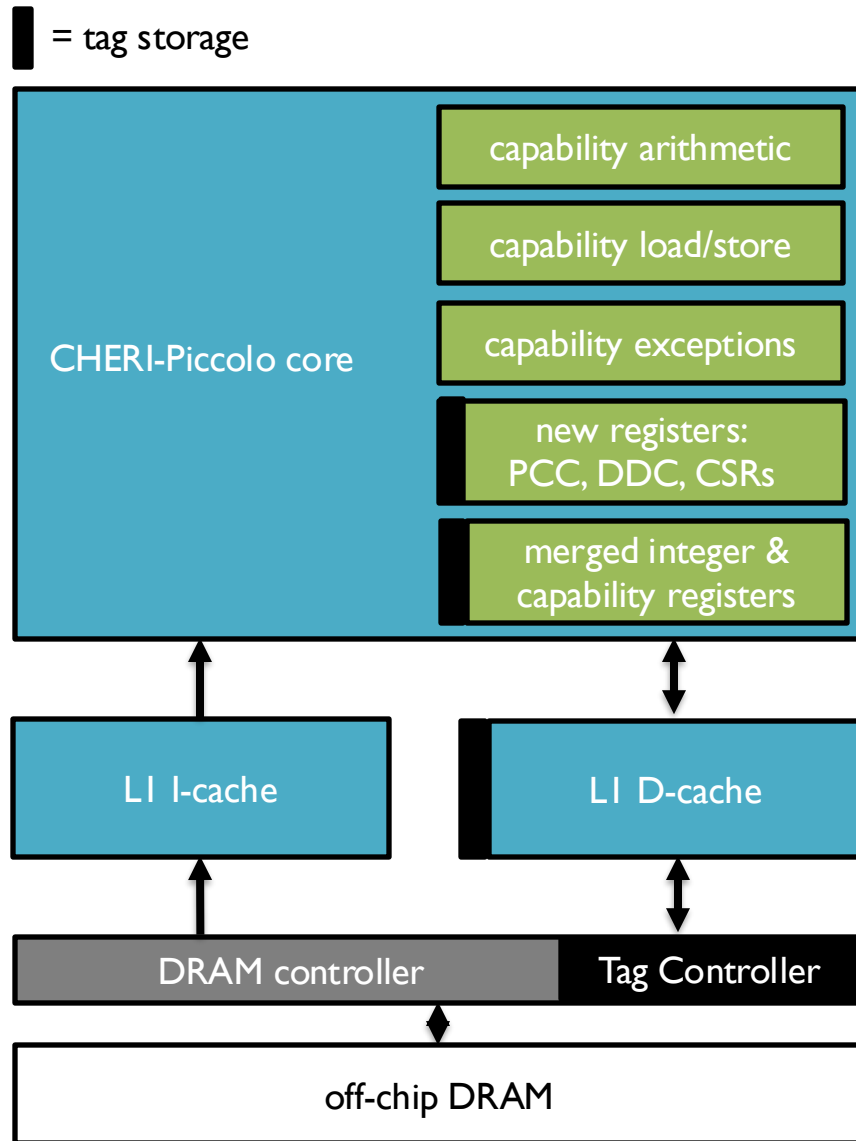 = tag storage
capability arithmetic
capability load/store
CHERI-Piccolo core
capability exceptions
new registers:
PCC, DDC, CSRs
merged integer &
capability registers
L1 I-cache
L1 D-cache
DRAM controller
Tag Controller
off-chip DRAM